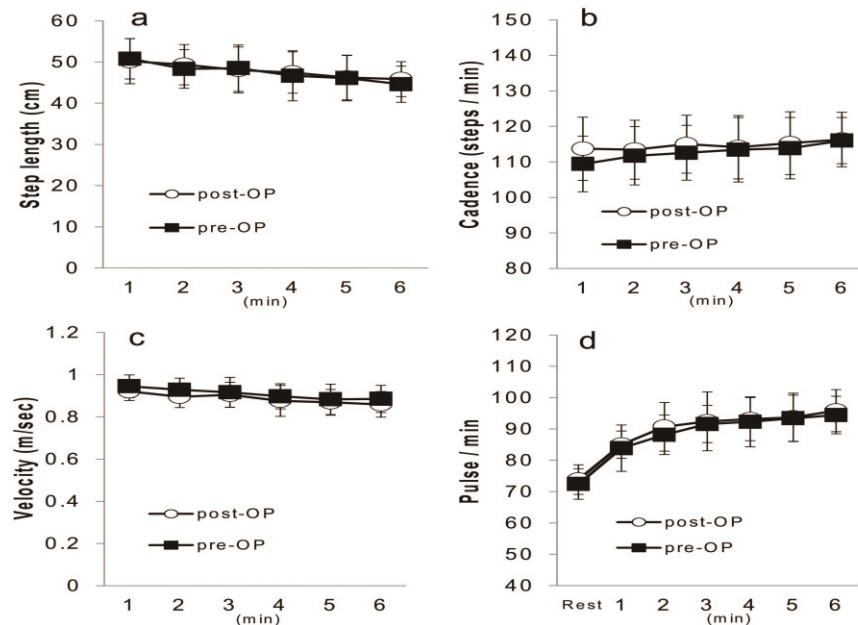 a
60
50
40
30
20
10
0
Step length (cm)
post-OP
pre-OP
1 2 3 4 5 6
(min)
b
150
140
130
120
110
100
90
80
Cadence (steps / min)
post-OP
pre-OP
1 2 3 4 5 6
(min)
c
1.2
1
0.8
0.6
0.4
0.2
0
Velocity (m/sec)
post-OP
pre-OP
1 2 3 4 5 6
(min)
d
120
110
100
90
80
70
60
50
40
Pulse / min
post-OP
pre-OP
Rest 1 2 3 4 5 6
(min)